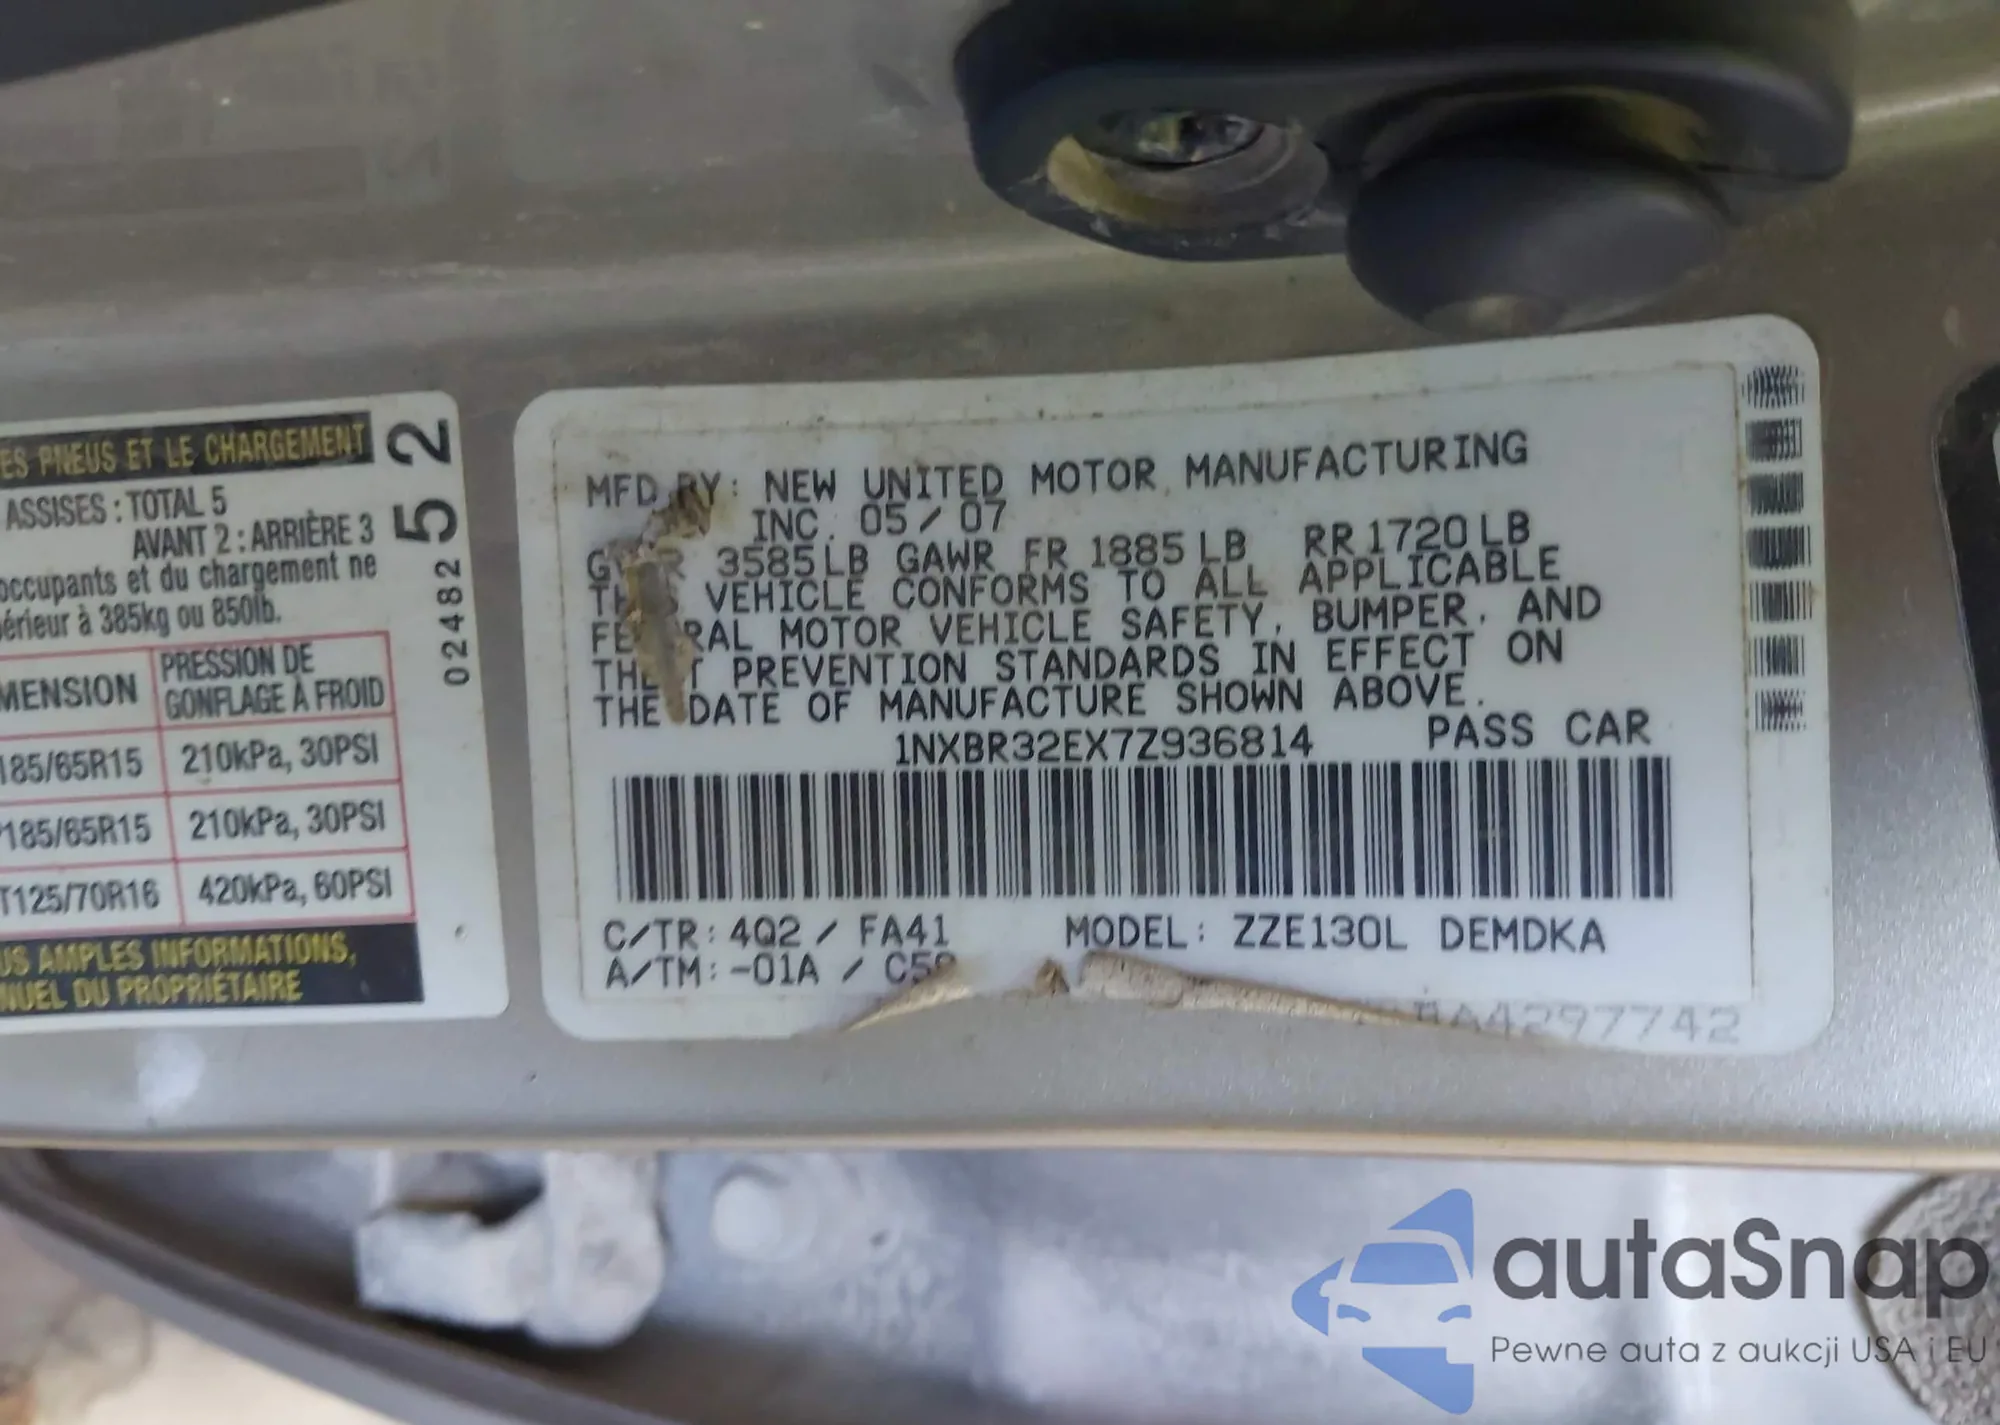 ES PNEUS ET LE CHARGEMENT
ASSISES : TOTAL 5
AVANT 2 : ARRIÈRE 3
occupants et du chargement ne
érieur à 385kg ou 850lb.
MENSION
PRESSION DE
GONFLAGE À FROID
185/65R15 210kPa, 30PSI
185/65R15 210kPa, 30PSI
T125/70R16 420kPa, 60PSI
US AMPLES INFORMATIONS,
NUEL DU PROPRIÉTAIRE
02482 52
MFD BY: NEW UNITED MOTOR MANUFACTURING
INC. 05/07
3585LB GAWR FR 1885LB RR 1720LB
VEHICLE CONFORMS TO ALL APPLICABLE
MOTOR VEHICLE SAFETY, BUMPER, AND
PREVENTION STANDARDS IN EFFECT ON
THE DATE OF MANUFACTURE SHOWN ABOVE.
1NXBR32EX7Z936814 PASS CAR
C/TR: 4Q2 / FA41 MODEL: ZZE130L DEMDKA
A/TM: -01A /
A4297742
autaSnap
Pewne auta z aukcji USA i EU